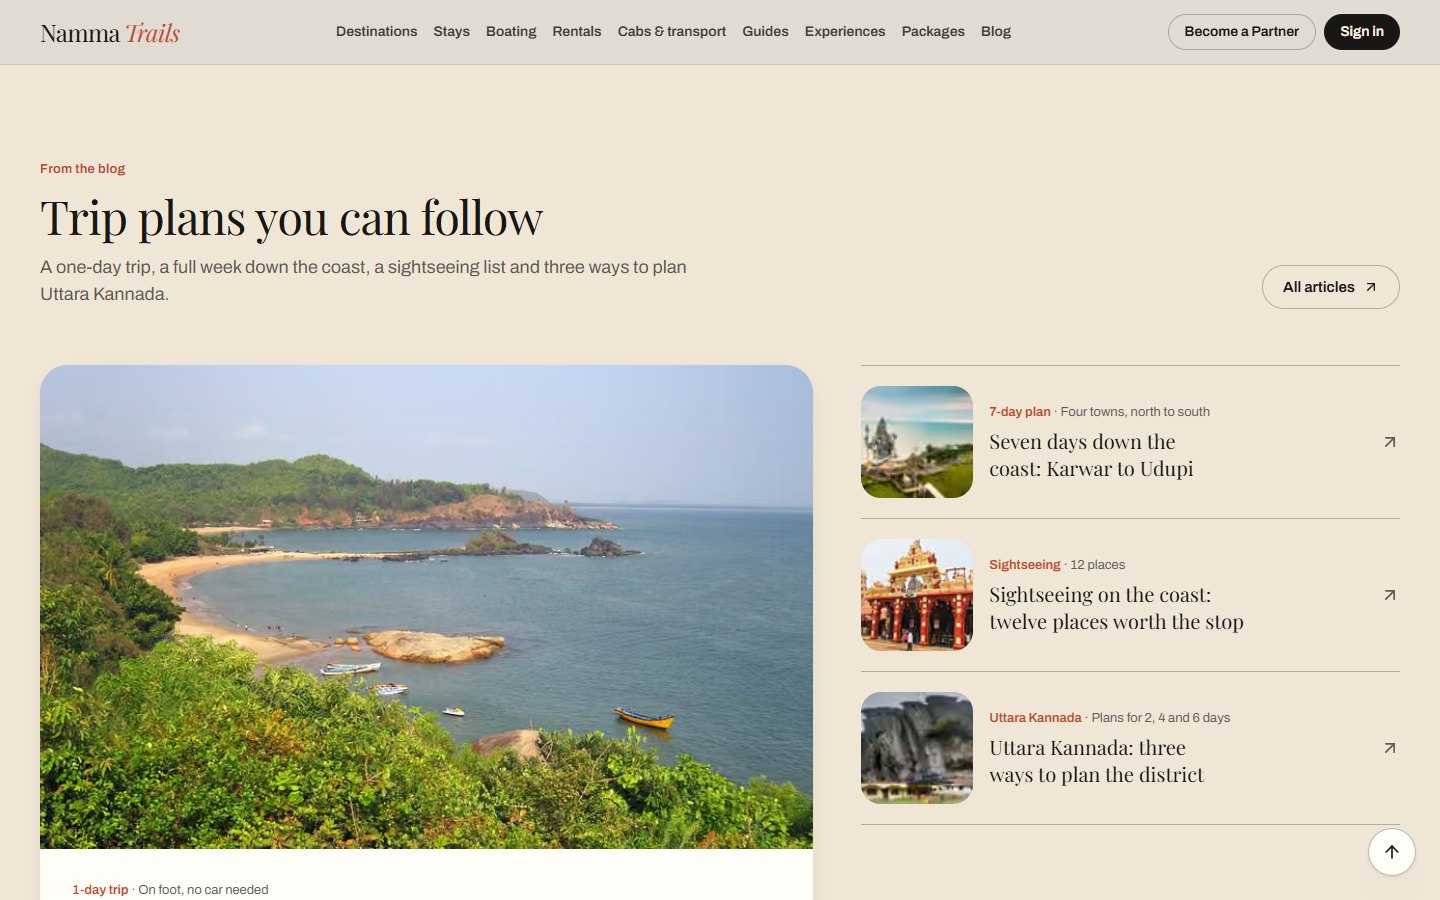 Namma Trails
Destinations Stays Boating Rentals Cabs & transport Guides Experiences Packages Blog
Become a Partner
Sign in
From the blog
Trip plans you can follow
A one-day trip, a full week down the coast, a sightseeing list and three ways to plan
Uttara Kannada.
All articles
7-day plan · Four towns, north to south
Seven days down the
coast: Karwar to Udupi
Sightseeing · 12 places
Sightseeing on the coast:
twelve places worth the stop
Uttara Kannada · Plans for 2, 4 and 6 days
Uttara Kannada: three
ways to plan the district
1-day trip · On foot, no car needed